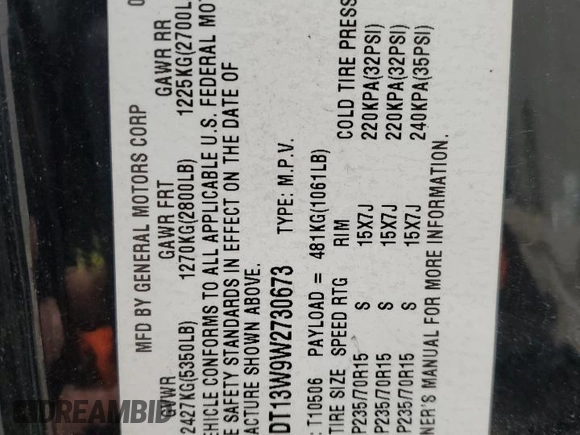 MFD BY GENERAL MOTORS CORP
GVWR GAWR FRT GAWR RR
2427KG(5350LB) 1270KG(2800LB) 1225KG(2700L
EHICLE CONFORMS TO ALL APPLICABLE U.S. FEDERAL MOT
E SAFETY STANDARDS IN EFFECT ON THE DATE OF
ACTURE SHOWN ABOVE.
DT13W9W2730673 TYPE: M.P.V.
: T10506 PAYLOAD = 481KG(1061LB)
TIRE SIZE SPEED RTG RIM COLD TIRE PRESS
P235/70R15 S 15X7J 220KPA(32PSI)
P235/70R15 S 15X7J 220KPA(32PSI)
P235/70R15 S 15X7J 240KPA(35PSI)
NER'S MANUAL FOR MORE INFORMATION.
DREAMBID